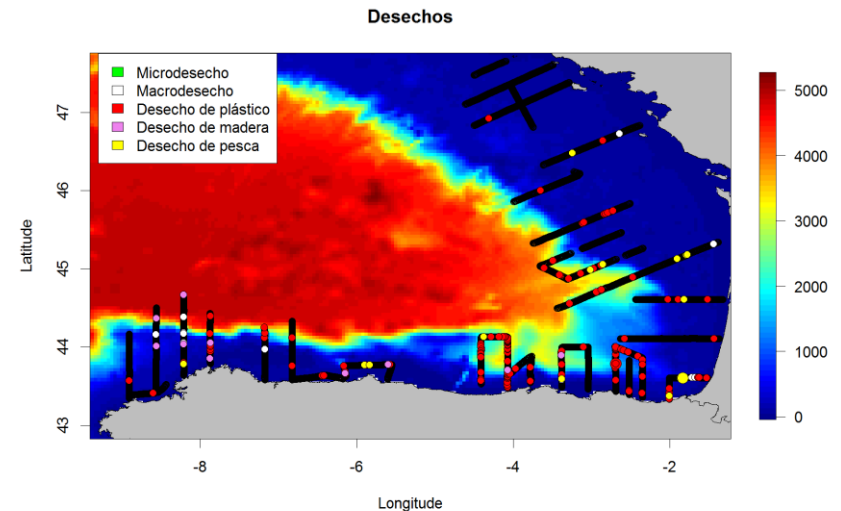 Desechos
Microdesecho
Macrodesecho
Desecho de plástico
Desecho de madera
Desecho de pesca
47
46
45
44
43
Latitude
-8
-6
-4
-2
Longitude
5000
4000
3000
2000
1000
0